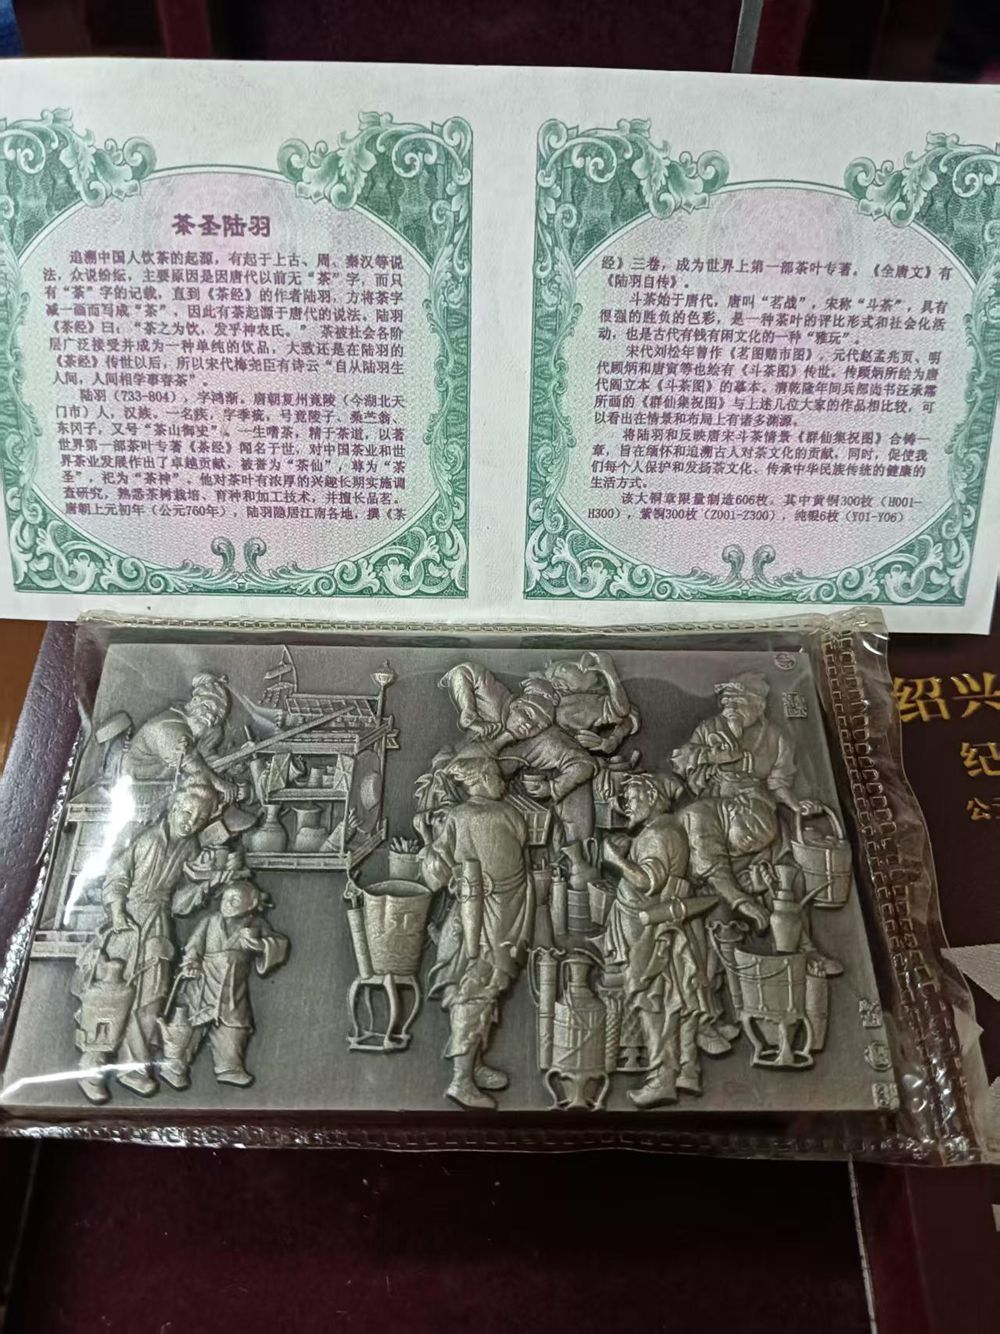 茶圣陆羽
追溯中国人饮茶的起源，有起于上古、周、秦汉等说
法，众说纷纭，主要原因是因唐代以前无“茶”字，而只
有“荼”字的记载，直到《茶经》的作者陆羽，方将荼字
减一画而写成“茶”，因此有茶起源于唐代的说法。陆羽
《茶经》曰：“茶之为饮，发乎神农氏。” 茶被社会各阶
层广泛接受并成为一种单纯的饮品，大致还是在陆羽的
《茶经》传世以后，所以宋代梅尧臣有诗云“自从陆羽生
人间，人间相学事春茶”。
陆羽（733-804），字鸿渐，唐朝复州竟陵（今湖北天
门市）人，汉族，一名疾，字季疵，号竟陵子、桑苎翁、
东冈子，又号“茶山御史”。一生嗜茶，精于茶道，以著
世界第一部茶叶专著《茶经》闻名于世，对中国茶业和世
界茶业发展作出了卓越贡献，被誉为“茶仙”，尊为“茶
圣”，祀为“茶神”。他对茶叶有浓厚的兴趣长期实施调
查研究，熟悉茶树栽培、育种和加工技术，并擅长品茗。
唐朝上元初年（公元760年），陆羽隐居江南各地，撰《茶
经》三卷，成为世界上第一部茶叶专著。《全唐文》有
《陆羽自传》。
斗茶始于唐代，唐叫“茗战”，宋称“斗茶”，具有
很强的胜负的色彩，是一种茶叶的评比形式和社会化活
动，也是古代有钱有闲文化的一种“雅玩”。
宋代刘松年曾作《茗图赌市图》，元代赵孟兆页、明
代顾炳和唐寅等也绘有《斗茶图》传世。传顾炳所绘为唐
代阎立本《斗茶图》的摹本。清乾隆年间兵部尚书汪承霈
所画的《群仙集祝图》与上述几位大家的作品相比较，可
以看出在情景和布局上有诸多渊源。
将陆羽和反映唐宋斗茶情景《群仙集祝图》合铸一
章，旨在缅怀和追溯古人对茶文化的贡献，同时，促使我
们每个人保护和发扬茶文化、传承中华民族传统的健康的
生活方式。
该大铜章限量制造606枚。其中黄铜300枚（H001-
H300），紫铜300枚（Z001-Z300），纯银6枚（Y01-Y06）
绍兴
纪
公